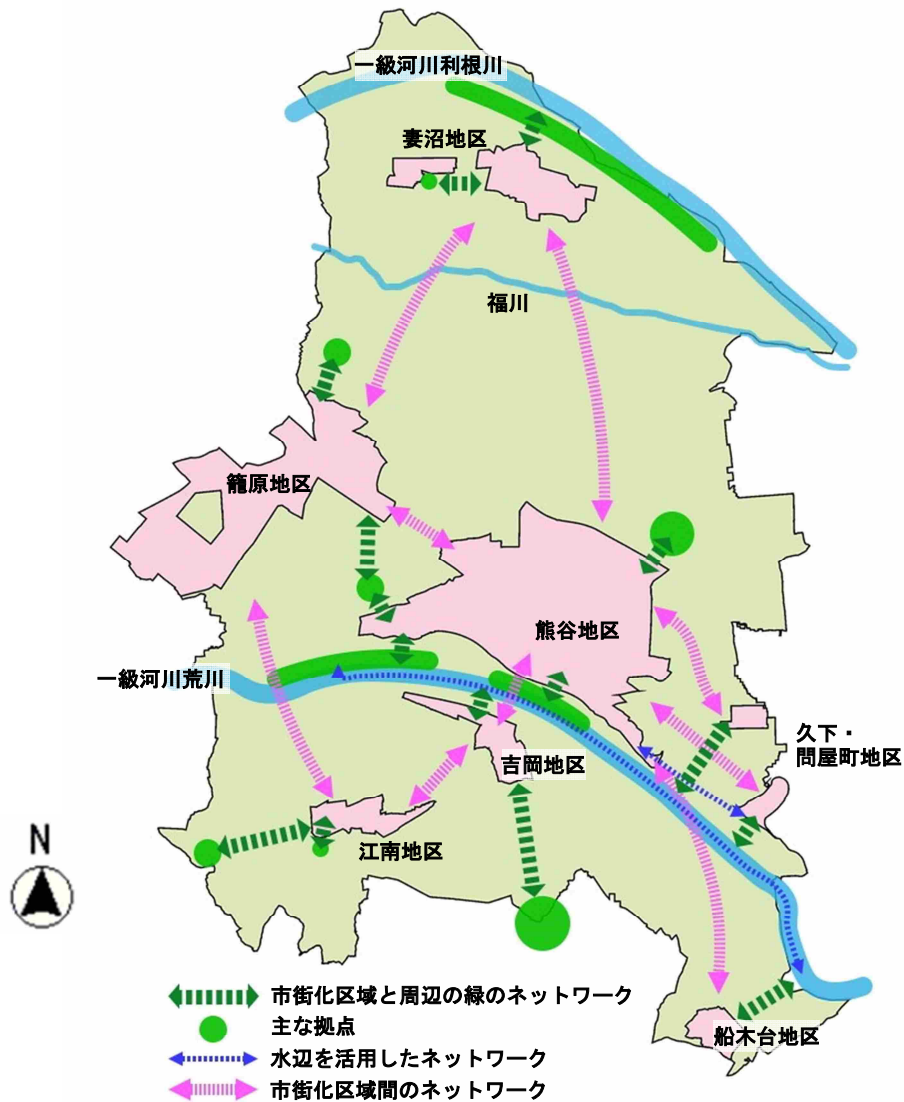 一級河川利根川
妻沼地区
福川
籠原地区
熊谷地区
一級河川荒川
久下・
問屋町地区
吉岡地区
江南地区
N
船木台地区
市街化区域と周辺の緑のネットワーク
主な拠点
水辺を活用したネットワーク
市街化区域間のネットワーク